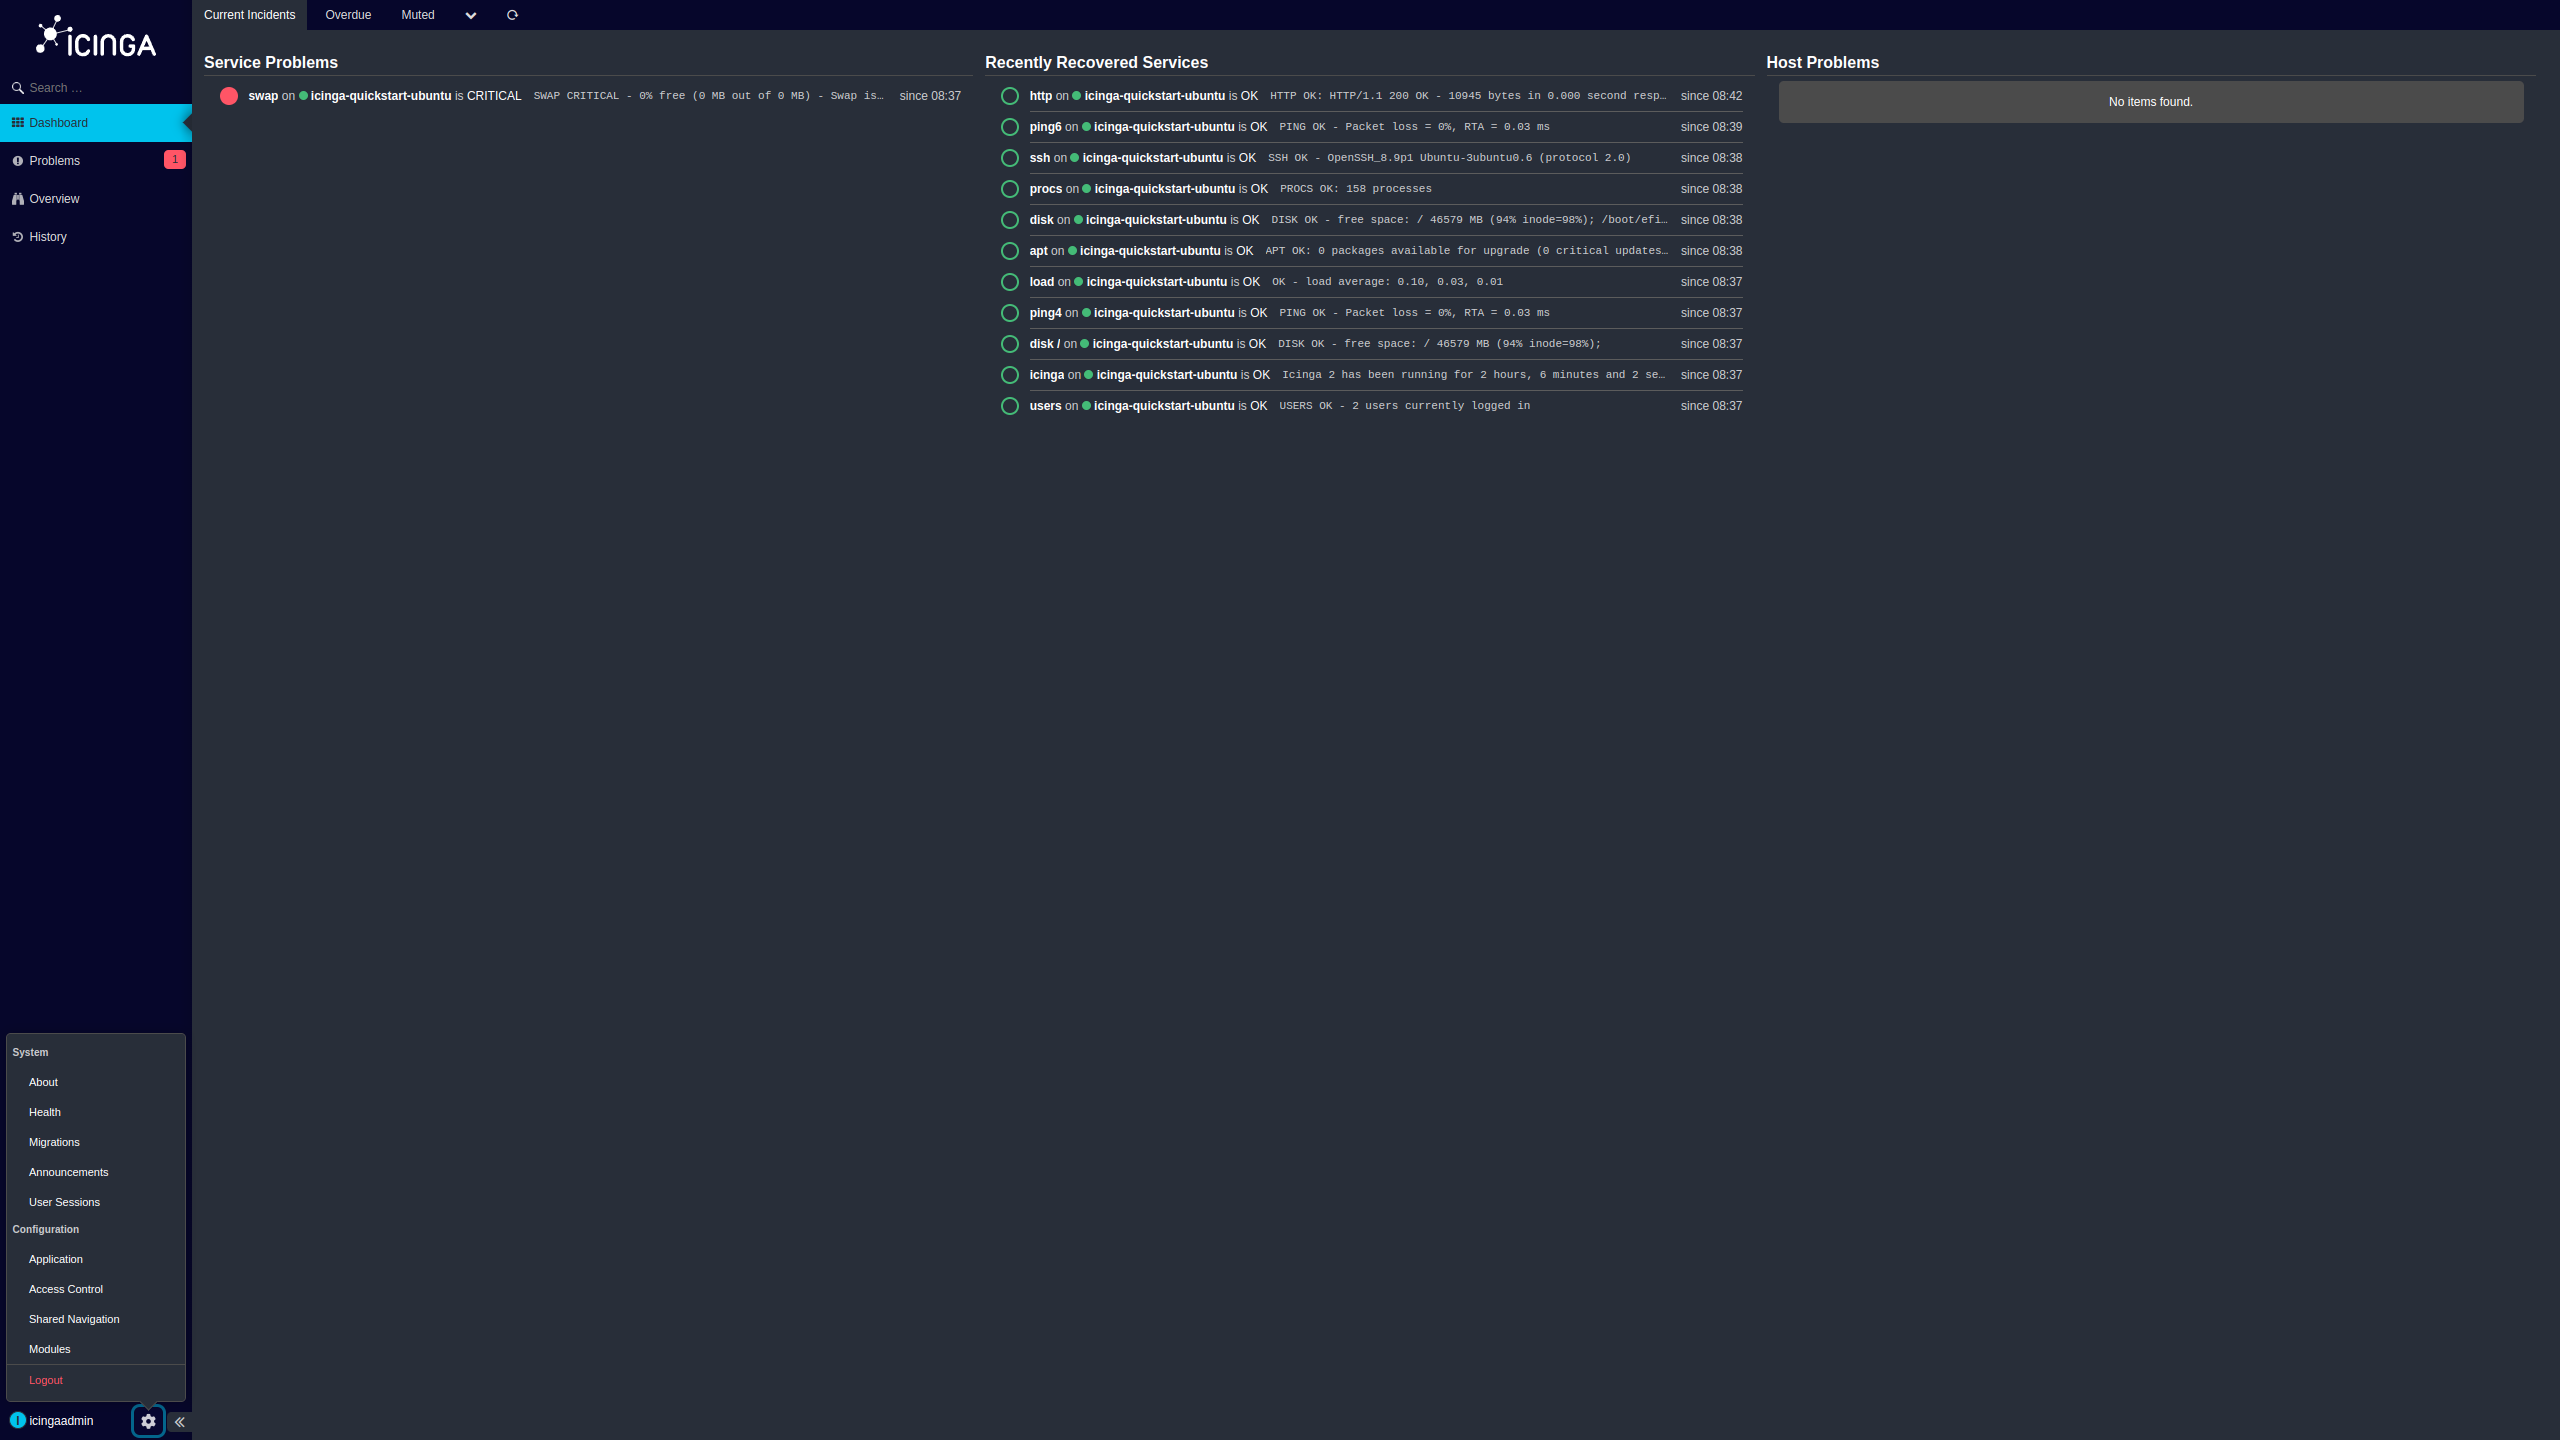 ICINGA
Search …
Dashboard
Problems 1
Overview
History
Current Incidents Overdue Muted
Service Problems
swap on icinga-quickstart-ubuntu is CRITICAL SWAP CRITICAL - 0% free (0 MB out of 0 MB) - Swap is… since 08:37
Recently Recovered Services
http on icinga-quickstart-ubuntu is OK HTTP OK: HTTP/1.1 200 OK - 10945 bytes in 0.000 second resp… since 08:42
ping6 on icinga-quickstart-ubuntu is OK PING OK - Packet loss = 0%, RTA = 0.03 ms since 08:39
ssh on icinga-quickstart-ubuntu is OK SSH OK - OpenSSH_8.9p1 Ubuntu-3ubuntu0.6 (protocol 2.0) since 08:38
procs on icinga-quickstart-ubuntu is OK PROCS OK: 158 processes since 08:38
disk on icinga-quickstart-ubuntu is OK DISK OK - free space: / 46579 MB (94% inode=98%); /boot/efi… since 08:38
apt on icinga-quickstart-ubuntu is OK APT OK: 0 packages available for upgrade (0 critical updates… since 08:38
load on icinga-quickstart-ubuntu is OK OK - load average: 0.10, 0.03, 0.01 since 08:37
ping4 on icinga-quickstart-ubuntu is OK PING OK - Packet loss = 0%, RTA = 0.03 ms since 08:37
disk / on icinga-quickstart-ubuntu is OK DISK OK - free space: / 46579 MB (94% inode=98%); since 08:37
icinga on icinga-quickstart-ubuntu is OK Icinga 2 has been running for 2 hours, 6 minutes and 2 se… since 08:37
users on icinga-quickstart-ubuntu is OK USERS OK - 2 users currently logged in since 08:37
Host Problems
No items found.
System
About
Health
Migrations
Announcements
User Sessions
Configuration
Application
Access Control
Shared Navigation
Modules
Logout
I icingaadmin